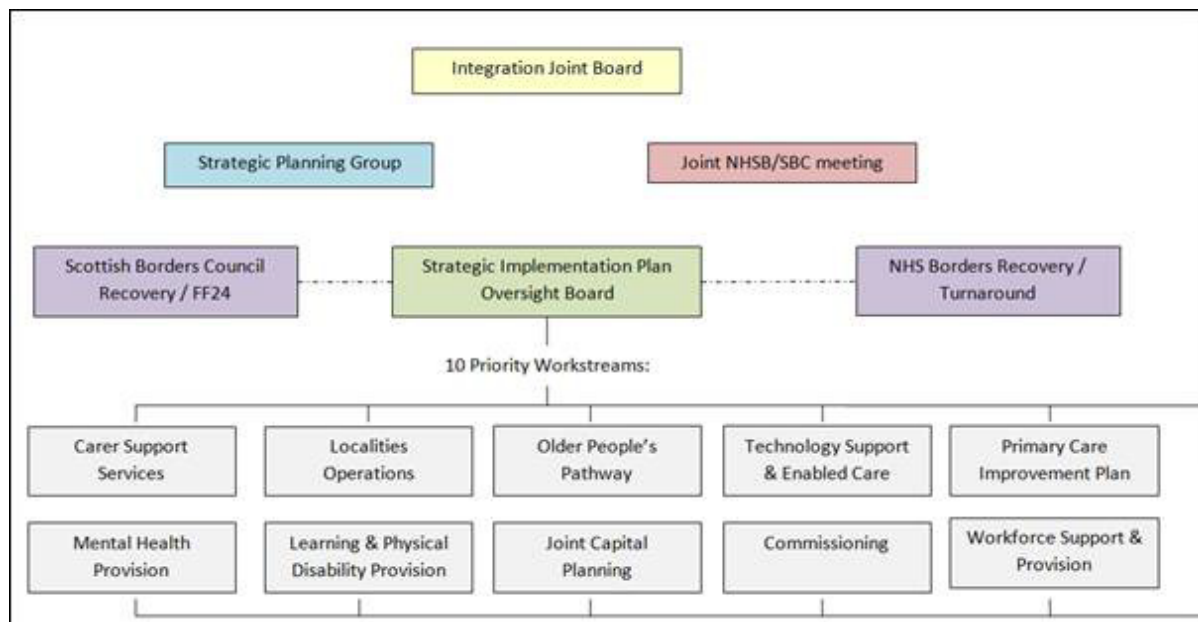 Integration Joint Board
Strategic Planning Group
Joint NHSB/SBC meeting
Scottish Borders Council
Recovery / FF24
Strategic Implementation Plan
Oversight Board
NHS Borders Recovery /
Turnaround
10 Priority Workstreams:
Carer Support
Services
Localities
Operations
Older People’s
Pathway
Technology Support
& Enabled Care
Primary Care
Improvement Plan
Mental Health
Provision
Learning & Physical
Disability Provision
Joint Capital
Planning
Commissioning
Workforce Support &
Provision